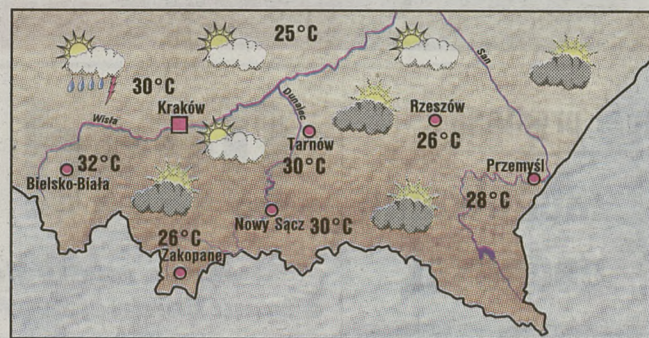 25°C
San
30°C
Kraków
Dunajec
Rzeszów
26°C
Wisła
Tarnów
30°C
32°C
Bielsko-Biała
Przemyśl
28°C
Nowy Sącz 30°C
26°C
Zakopane